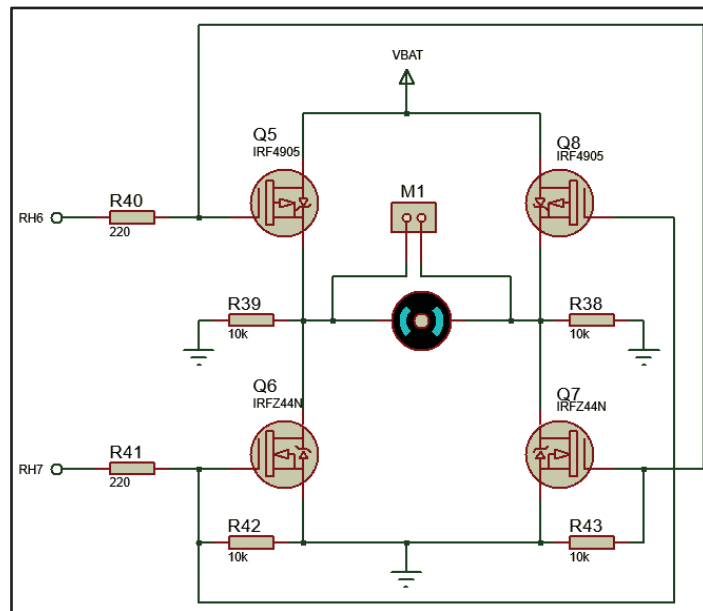 VBAT
Q5
IRF4905
Q8
IRF4905
R40
220
RH6
M1
R39
10k
R38
10k
Q6
IRFZ44N
Q7
IRFZ44N
R41
220
RH7
R42
10k
R43
10k